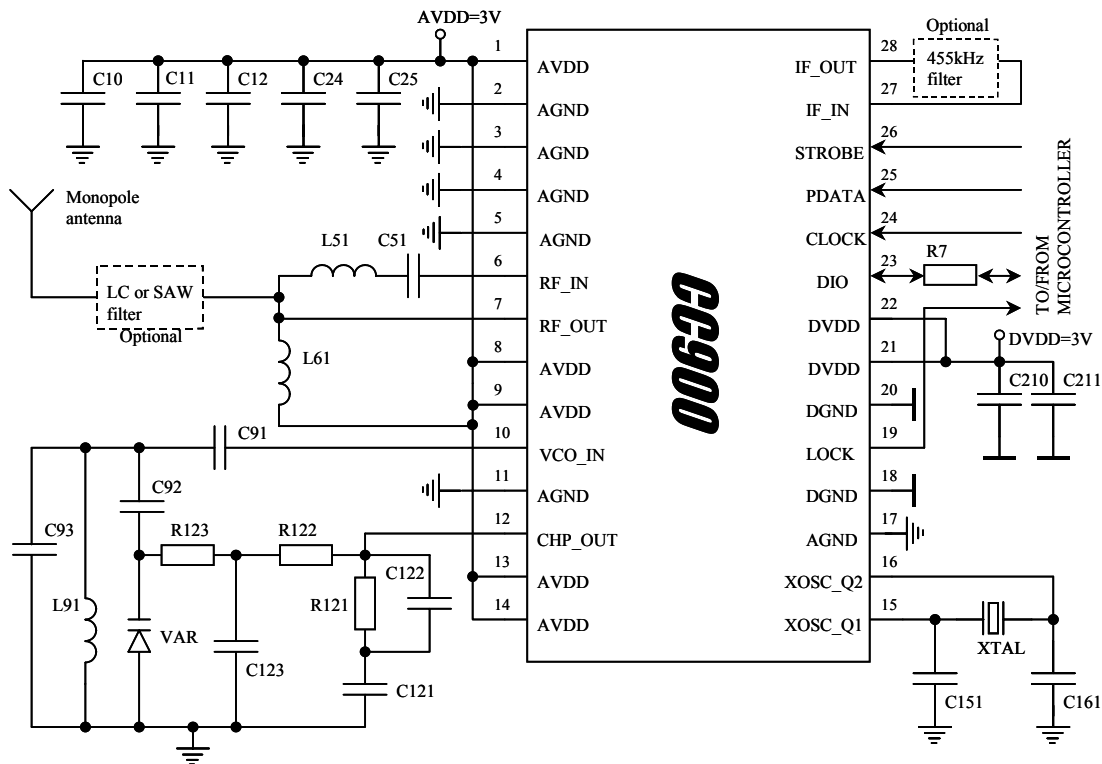 AVDD=3V
C10
C11
C12
C24
C25
Monopole
antenna
LC or SAW
filter
Optional
L51
C51
L61
C91
C92
C93
L91
VAR
R123
R122
C123
R121
C122
C121
1
AVDD
2
AGND
3
AGND
4
AGND
5
AGND
6
RF_IN
7
RF_OUT
8
AVDD
9
AVDD
10
VCO_IN
11
AGND
12
CHP_OUT
13
AVDD
14
AVDD
CC900
28
IF_OUT
27
IF_IN
26
STROBE
25
PDATA
24
CLOCK
23
DIO
22
DVDD
21
DVDD
20
DGND
19
LOCK
18
DGND
17
AGND
16
XOSC_Q2
15
XOSC_Q1
Optional
455kHz
filter
R7
TO/FROM
MICROCONTROLLER
DVDD=3V
C210
C211
XTAL
C151
C161